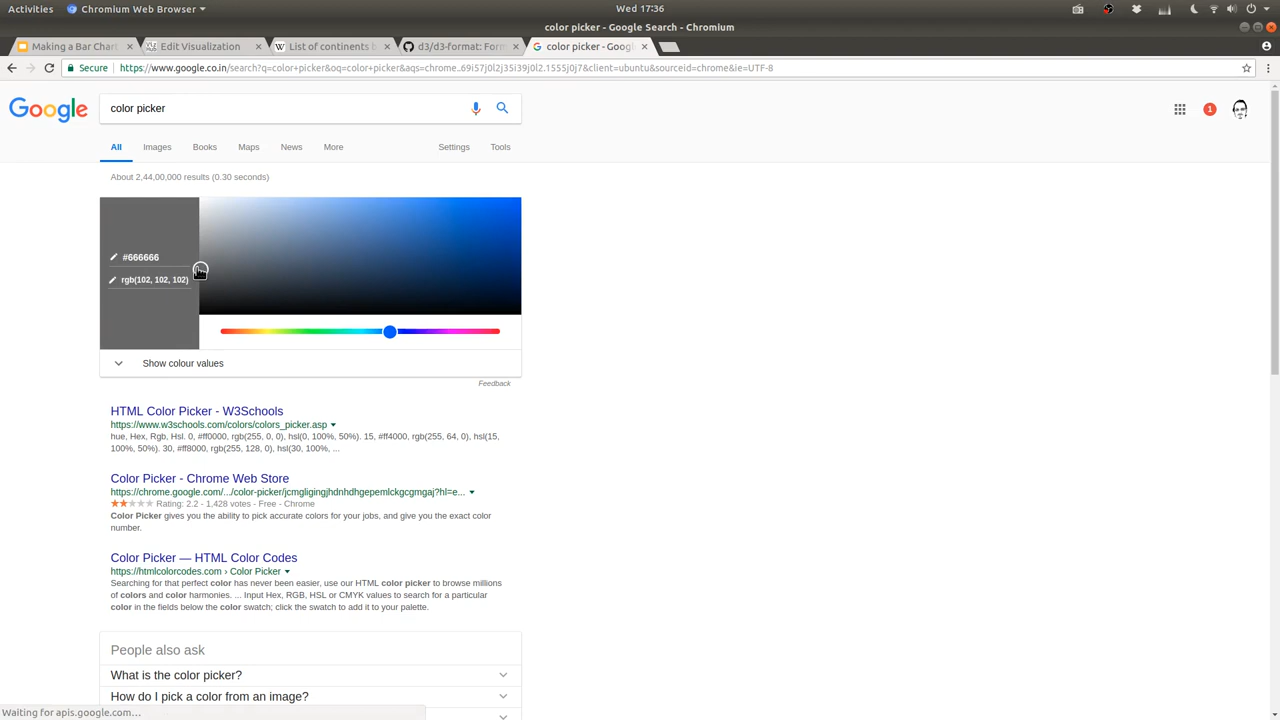 Activities
Chromium Web Browser
Wed 17:36
color picker - Google Search - Chromium
Making a Bar Chart
Edit Visualization
List of continents b
d3/d3-format: Form
color picker - Goog
Secure
https://www.google.co.in/search?q=color+picker&oq=color+picker&aqs=chrome..69i57j0l2j35i39j0l2.1555j0j7&client=ubuntu&sourceid=chrome&ie=UTF-8
Google
color picker
1
All
Images
Books
Maps
News
More
Settings
Tools
About 2,44,00,000 results (0.30 seconds)
#666666
rgb(102, 102, 102)
Show colour values
Feedback
HTML Color Picker - W3Schools
https://www.w3schools.com/colors/colors_picker.asp
hue, Hex, Rgb, Hsl. 0, #ff0000, rgb(255, 0, 0), hsl(0, 100%, 50%). 15, #ff4000, rgb(255, 64, 0), hsl(15,
100%, 50%). 30, #ff8000, rgb(255, 128, 0), hsl(30, 100%, ...
Color Picker - Chrome Web Store
https://chrome.google.com/.../color-picker/jcmgligingjhdnhdhgepemlckgcgmgaj?hl=e...
Rating: 2.2 - 1,428 votes - Free - Chrome
Color Picker gives you the ability to pick accurate colors for your jobs, and give you the exact color
number.
Color Picker — HTML Color Codes
https://htmlcolorcodes.com › Color Picker
Searching for that perfect color has never been easier, use our HTML color picker to browse millions
of colors and color harmonies. ... Input Hex, RGB, HSL or CMYK values to search for a particular
color in the fields below the color swatch; click the swatch to add it to your palette.
People also ask
What is the color picker?
How do I pick a color from an image?
Waiting for apis.google.com...